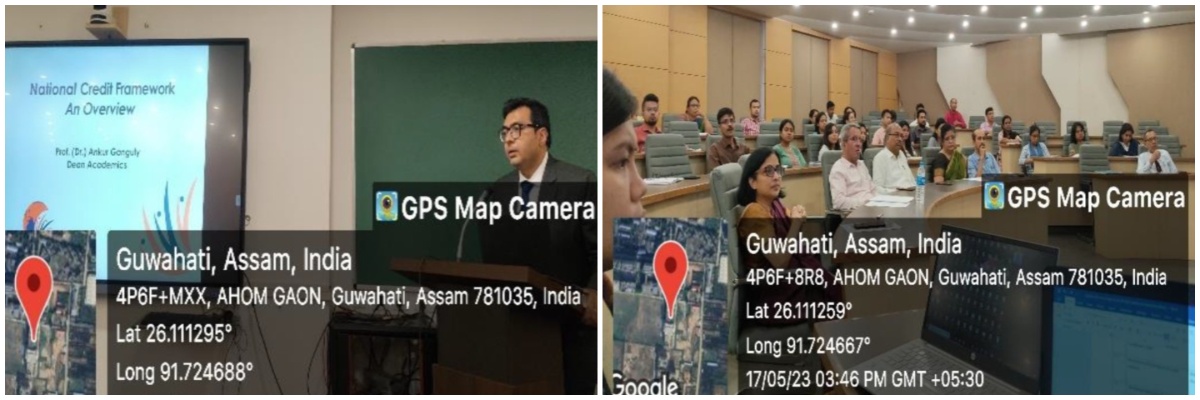 National Credit Framework
An Overview
Prof. (Dr.) Ankur Ganguly
Dean Academics
GPS Map Camera
Guwahati, Assam, India
4P6F+MXX, AHOM GAON, Guwahati, Assam 781035, India
Lat 26.111295°
Long 91.724688°
GPS Map Camera
Guwahati, Assam, India
4P6F+8R8, AHOM GAON, Guwahati, Assam 781035, India
Lat 26.111259°
Long 91.724667°
17/05/23 03:46 PM GMT +05:30
Google